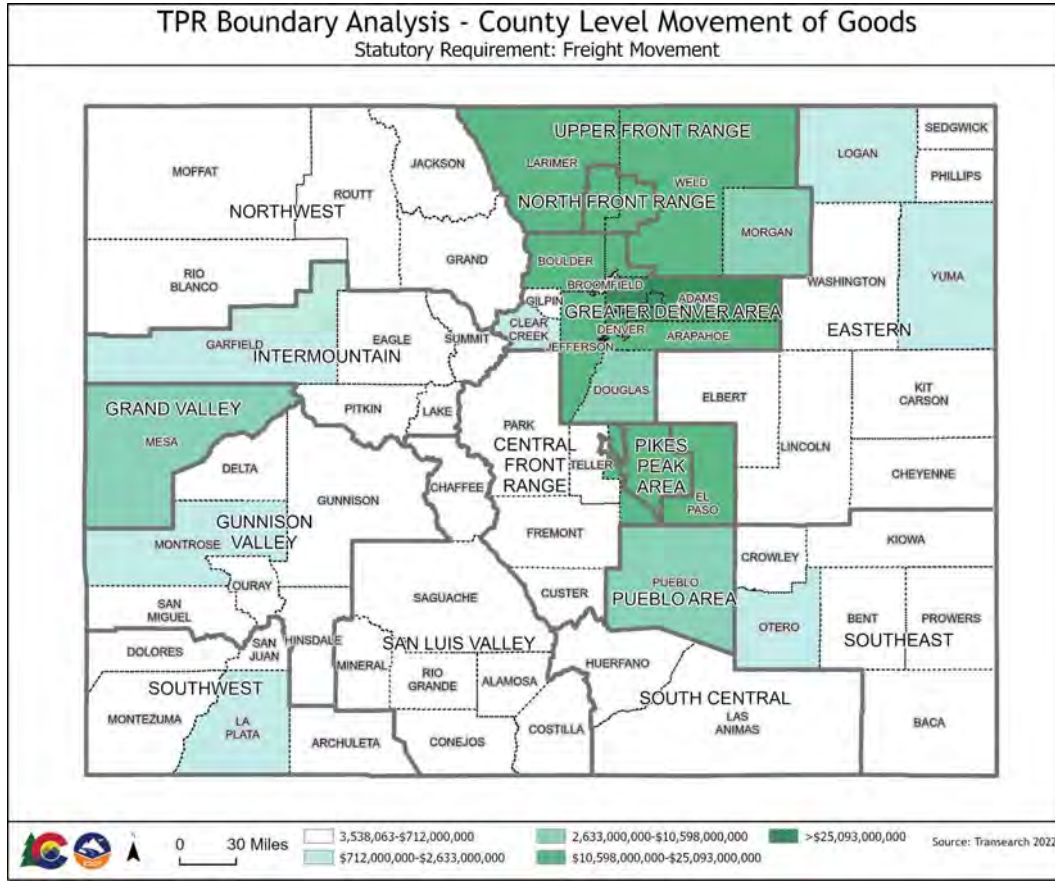 TPR Boundary Analysis - County Level Movement of Goods
Statutory Requirement: Freight Movement
UPPER FRONT RANGE
SEDGWICK
LOGAN
JACKSON
LARIMER
MOFFAT
PHILLIPS
ROUTT
WELD
NORTH FRONT RANGE
NORTHWEST
MORGAN
GRAND
BOULDER
RIO
BLANCO
WASHINGTON
YUMA
BROOMFIELD
GILPIN
ADAMS
GREATER DENVER AREA
CLEAR
CREEK
DENVER
ARAPAHOE
EASTERN
EAGLE
SUMMIT
GARFIELD
JEFFERSON
INTERMOUNTAIN
DOUGLAS
ELBERT
KIT
CARSON
GRAND VALLEY
PITKIN
LAKE
PARK
MESA
CENTRAL
FRONT
RANGE
PIKES
PEAK
AREA
LINCOLN
TELLER
DELTA
CHEYENNE
CHAFFEE
GUNNISON
EL
PASO
GUNNISON
VALLEY
FREMONT
MONTROSE
KIOWA
CROWLEY
OURAY
PUEBLO
PUEBLO AREA
CUSTER
SAGUACHE
SAN
MIGUEL
BENT
PROWERS
OTERO
SOUTHEAST
DOLORES
SAN
JUAN
HINSDALE
SAN LUIS VALLEY
MINERAL
HUERFANO
RIO
GRANDE
ALAMOSA
SOUTHWEST
SOUTH CENTRAL
MONTEZUMA
LA
PLATA
LAS
ANIMAS
BACA
COSTILLA
ARCHULETA
CONEJOS
0 30 Miles
3,538,063-$712,000,000
$712,000,000-$2,633,000,000
2,633,000,000-$10,598,000,000
$10,598,000,000-$25,093,000,000
>$25,093,000,000
Source: Transearch 2022